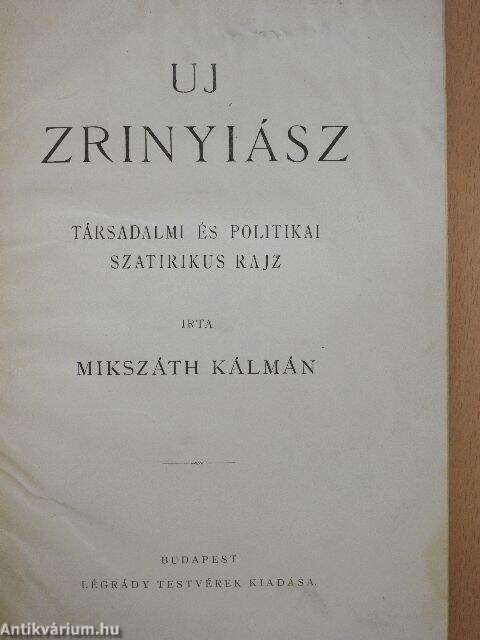 UJ
ZRINYIÁSZ
TÁRSADALMI ÉS POLITIKAI
SZATIRIKUS RAJZ
IRTA
MIKSZÁTH KÁLMÁN
BUDAPEST
LÉGRÁDY TESTVÉREK KIADÁSA.
Antikvárium.hu